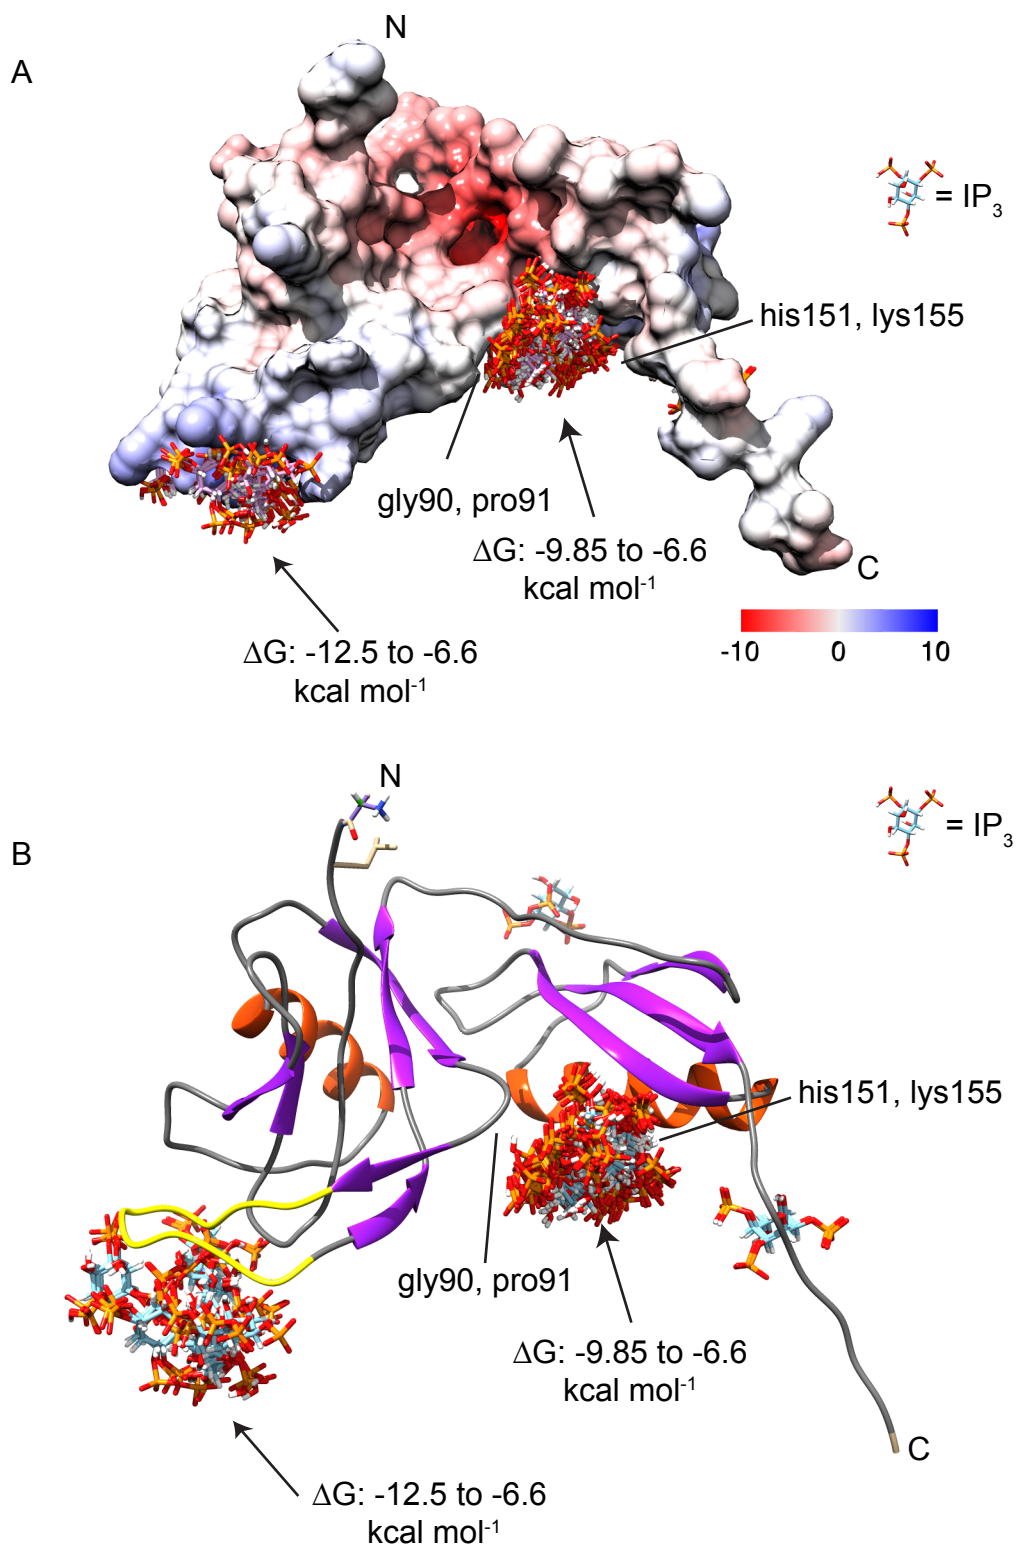 N
A
= IP3
his151, lys155
gly90, pro91
ΔG: -9.85 to -6.6
kcal mol-1
C
-10 0 10
ΔG: -12.5 to -6.6
kcal mol-1
N
B
= IP3
his151, lys155
gly90, pro91
ΔG: -9.85 to -6.6
kcal mol-1
C
ΔG: -12.5 to -6.6
kcal mol-1